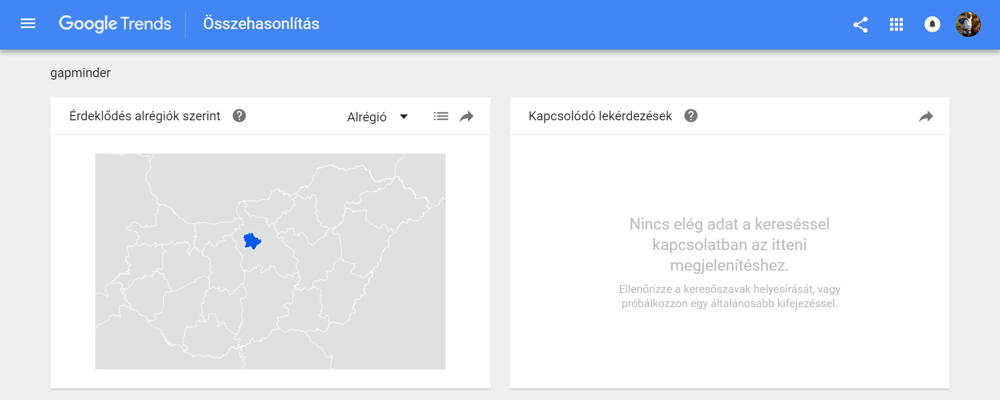 Google Trends
Összehasonlítás
gapminder
Érdeklődés alrégiók szerint
Alrégió
Kapcsolódó lekérdezések
Nincs elég adat a kereséssel
kapcsolatban az itteni
megjelenítéshez.
Ellenőrizze a keresőszavak helyesírását, vagy
próbálkozzon egy általánosabb kifejezéssel.